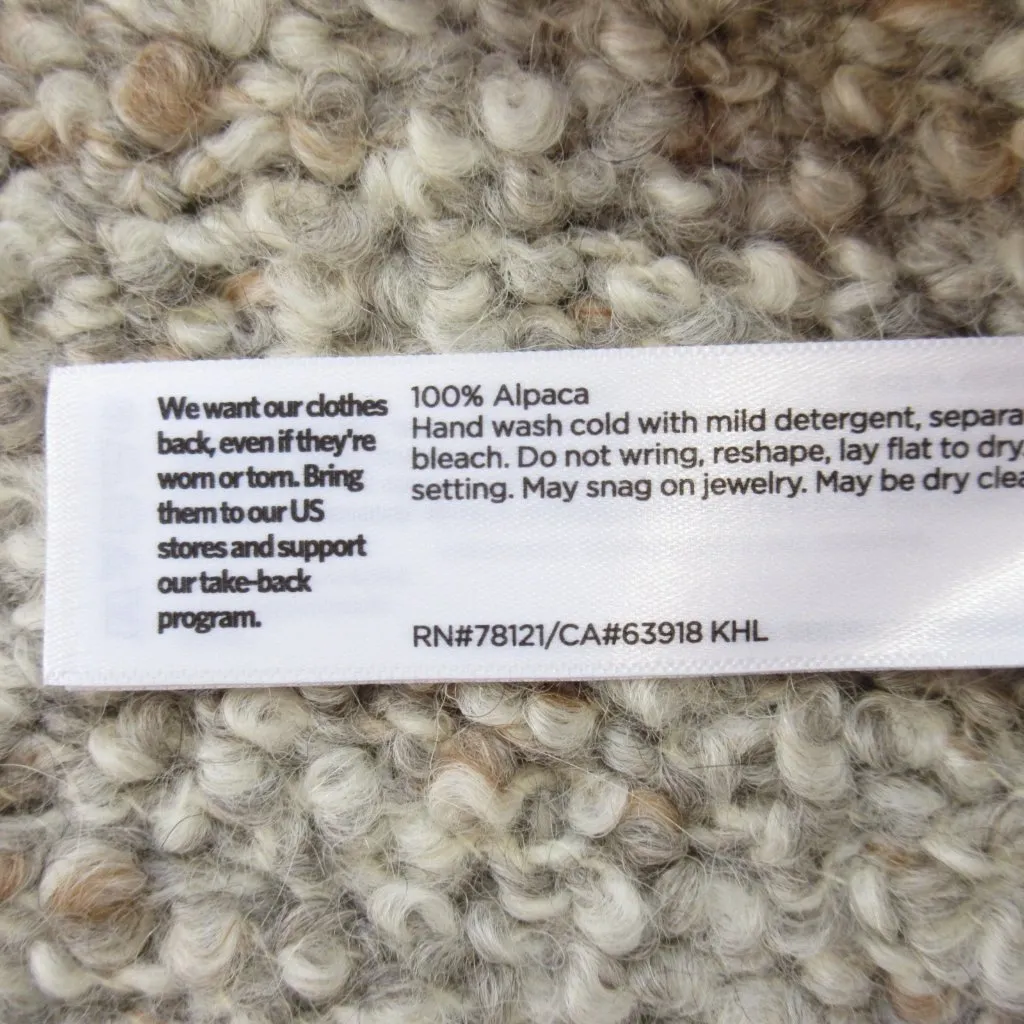 We want our clothes
back, even if they're
worn or torn. Bring
them to our US
stores and support
our take-back
program.
100% Alpaca
Hand wash cold with mild detergent,
bleach. Do not wring, reshape, lay flat to dry.
setting. May snag on jewelry. May be dry
RN#78121/CA#63918 KHL